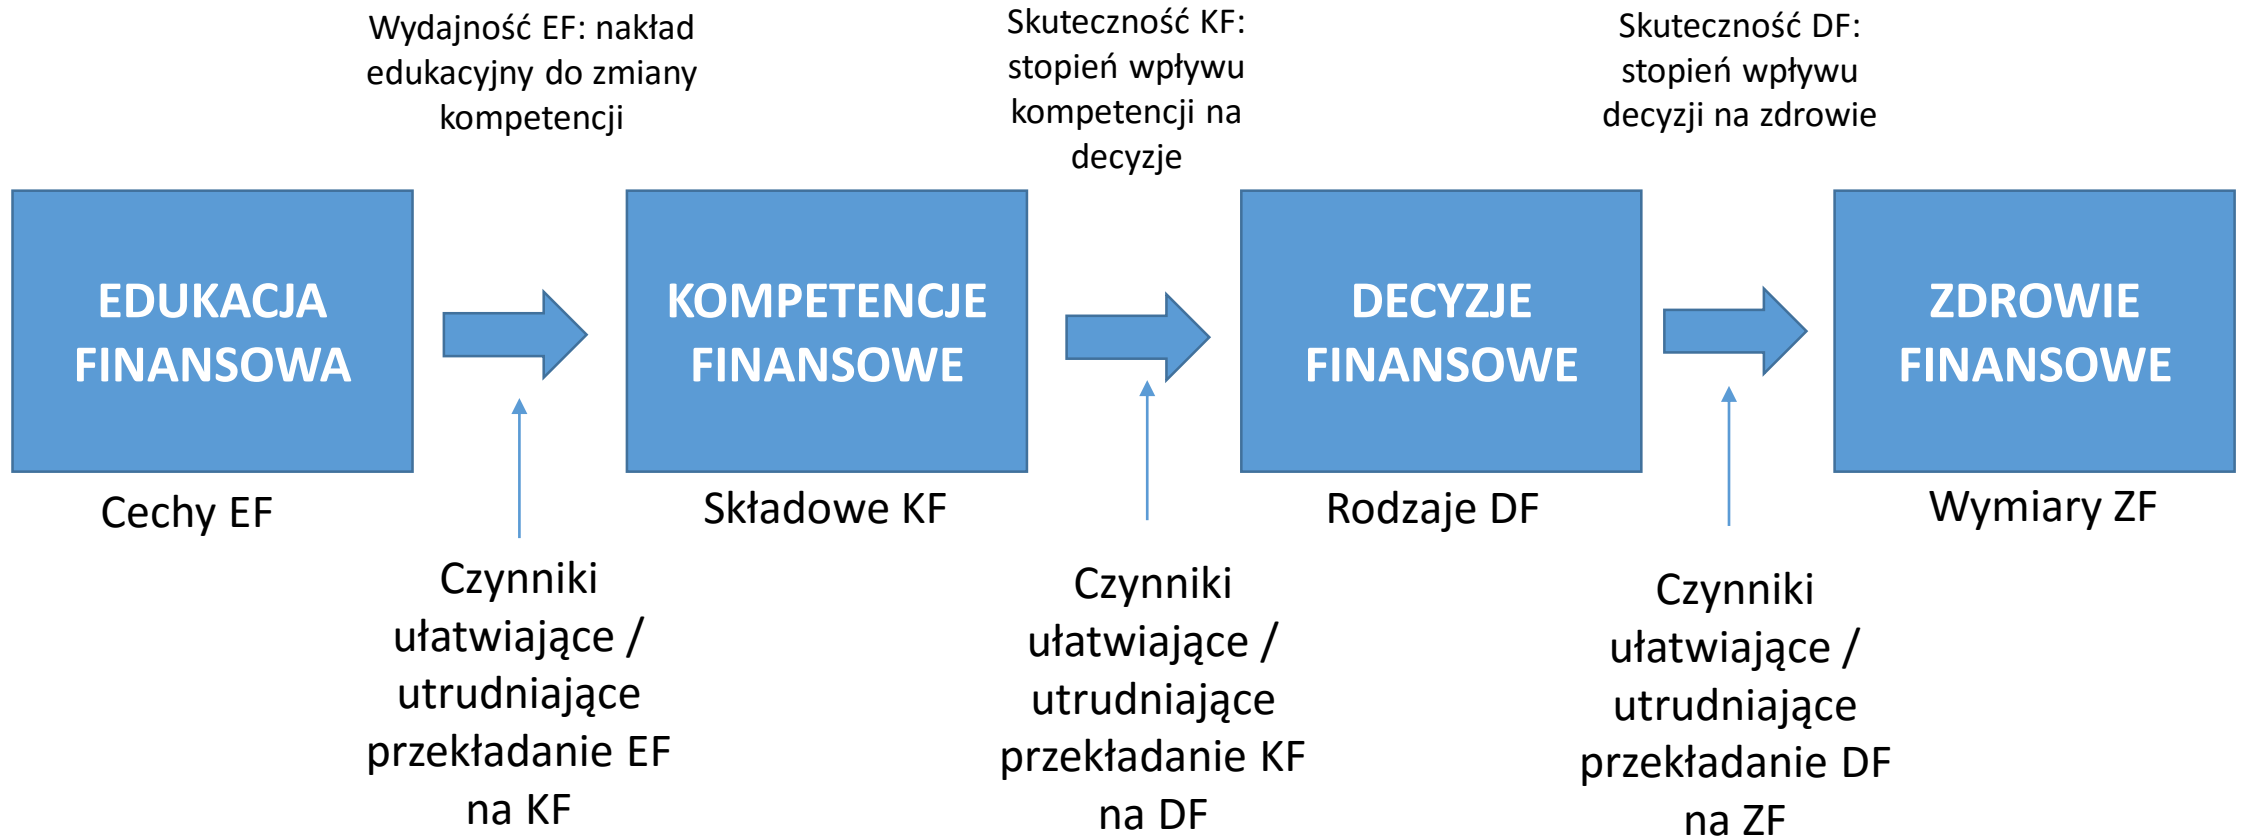 Wydajność EF: nakład
edukacyjny do zmiany
kompetencji
Skuteczność KF:
stopień wpływu
kompetencji na
decyzje
Skuteczność DF:
stopień wpływu
decyzji na zdrowie
EDUKACJA
FINANSOWA
KOMPETENCJE
FINANSOWE
DECYZJE
FINANSOWE
ZDROWIE
FINANSOWE
Cechy EF
Składowe KF
Rodzaje DF
Wymiary ZF
Czynniki
ułatwiające /
utrudniające
przekładanie EF
na KF
Czynniki
ułatwiające /
utrudniające
przekładanie KF
na DF
Czynniki
ułatwiające /
utrudniające
przekładanie DF
na ZF